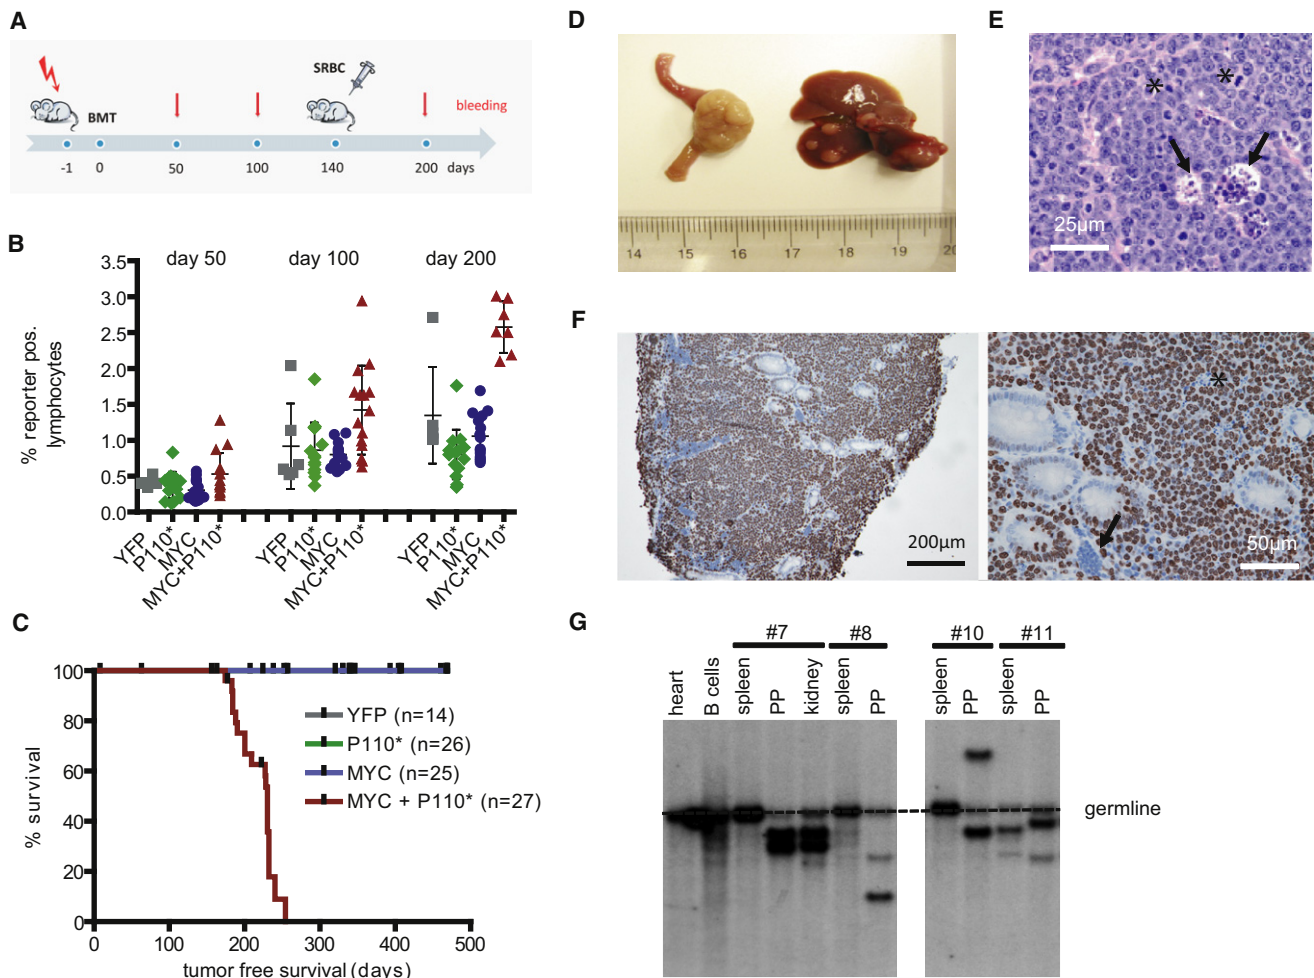 A
SRBC
BMT
bleeding
-1 0 50 100 140 200 days
B
day 50 day 100 day 200
% reporter pos.
lymphocytes
3.5
3.0
2.5
2.0
1.5
1.0
0.5
0.0
YFP
P110*
MYC
MYC+P110*
YFP
P110*
MYC
MYC+P110*
YFP
P110*
MYC
MYC+P110*
C
% survival
100
80
60
40
20
0
0 100 200 300 400 500
tumor free survival (days)
YFP (n=14)
P110* (n=26)
MYC (n=25)
MYC + P110* (n=27)
D
14 15 16 17 18 19 20
E
*
*
25μm
F
200μm
*
50μm
G
#7 #8 #10 #11
heart
B cells
spleen
PP
kidney
spleen
PP
spleen
PP
spleen
PP
germline